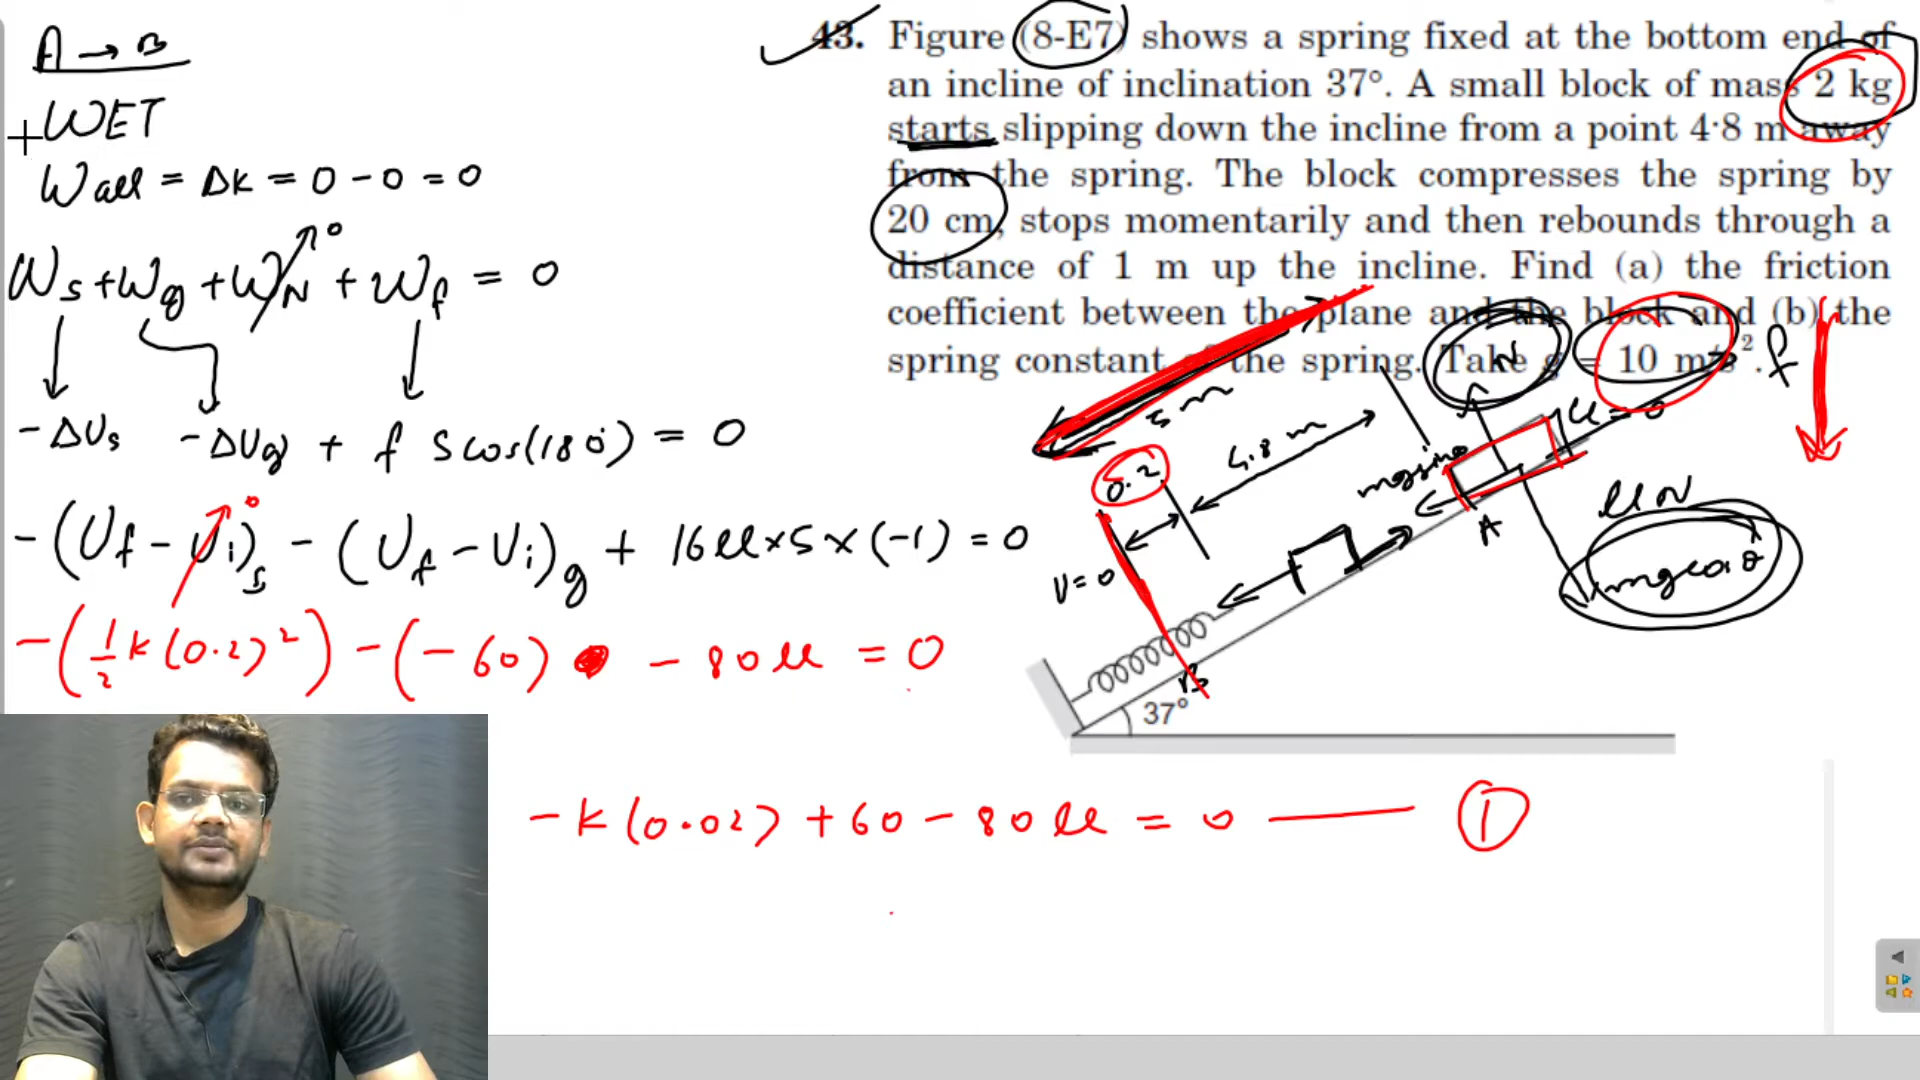 A → B
WET
Wall = ΔK = 0 - 0 = 0
Ws + Wg + WN + Wf = 0
0
-ΔUs -ΔUg + f s cos(180°) = 0
-(Uf - Ui)s - (Uf - Ui)g + 16μ×5×(-1) = 0
0
-(1/2 k(0.2)²) - (-60) - 80μ = 0
-k(0.02) + 60 - 80μ = 0 ——— ①
43. Figure (8-E7) shows a spring fixed at the bottom end of
an incline of inclination 37°. A small block of mass 2 kg
starts slipping down the incline from a point 4·8 m away
from the spring. The block compresses the spring by
20 cm, stops momentarily and then rebounds through a
distance of 1 m up the incline. Find (a) the friction
coefficient between the plane and the block and (b) the
spring constant of the spring. Take g = 10 m/s².
f
5 m
N
u = 0
4.8 m
0.2
mg sinθ
μN
A
mg cosθ
V = 0
B
37°